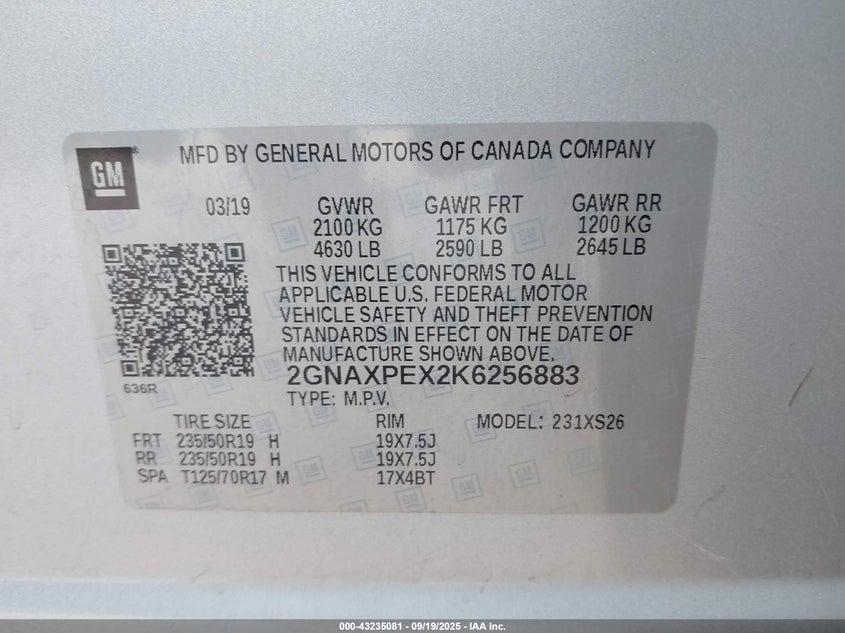 GM
MFD BY GENERAL MOTORS OF CANADA COMPANY
03/19 GVWR GAWR FRT GAWR RR
2100 KG 1175 KG 1200 KG
4630 LB 2590 LB 2645 LB
THIS VEHICLE CONFORMS TO ALL
APPLICABLE U.S. FEDERAL MOTOR
VEHICLE SAFETY AND THEFT PREVENTION
STANDARDS IN EFFECT ON THE DATE OF
MANUFACTURE SHOWN ABOVE.
2GNAXPEX2K6256883
636R
TYPE: M.P.V.
TIRE SIZE RIM MODEL: 231XS26
FRT 235/50R19 H 19X7.5J
RR 235/50R19 H 19X7.5J
SPA T125/70R17 M 17X4BT
000-43235081 - 09/19/2025 - IAA Inc.